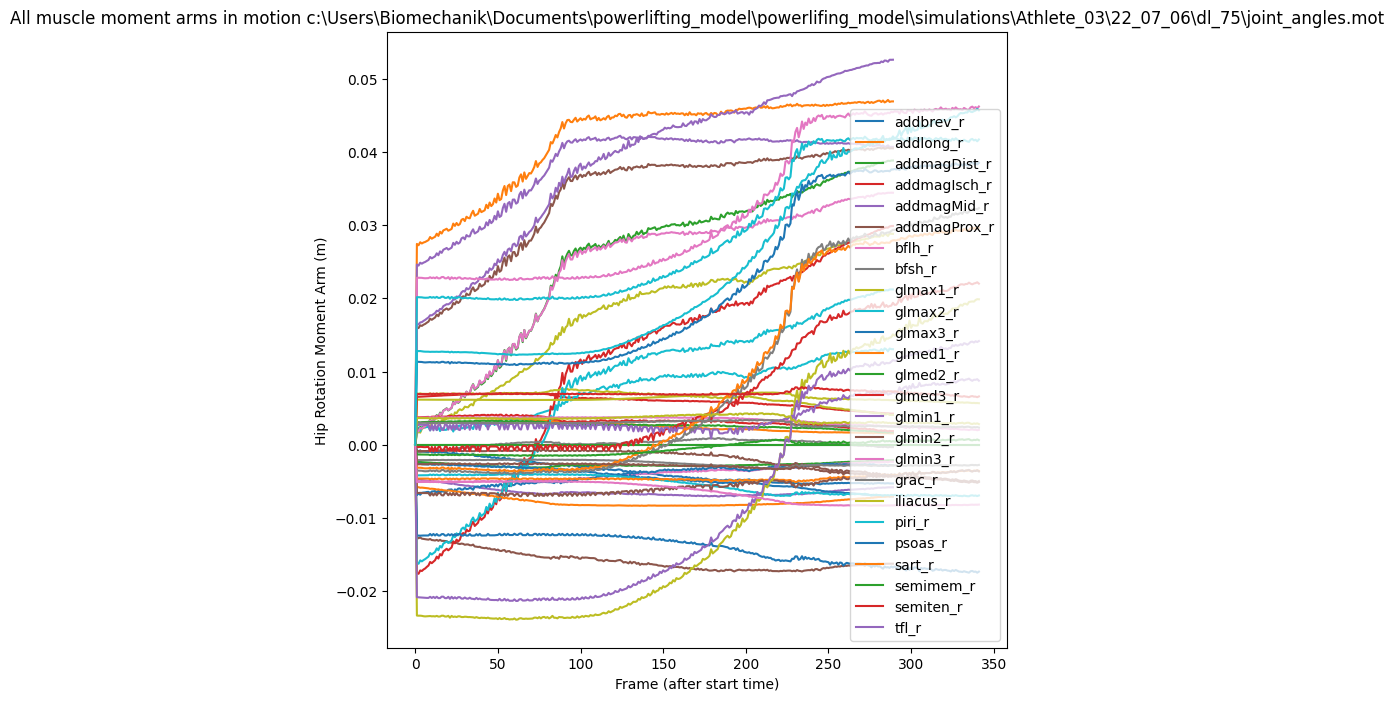 All muscle moment arms in motion c:\Users\Biomechanik\Documents\powerlifting_model\powerlifing_model\simulations\Athlete_03\22_07_06\dl_75\joint_angles.mot
Hip Rotation Moment Arm (m)
0.05
0.04
0.03
0.02
0.01
0.00
−0.01
−0.02
addbrev_r
addlong_r
addmagDist_r
addmagIsch_r
addmagMid_r
addmagProx_r
bflh_r
bfsh_r
glmax1_r
glmax2_r
glmax3_r
glmed1_r
glmed2_r
glmed3_r
glmin1_r
glmin2_r
glmin3_r
grac_r
iliacus_r
piri_r
psoas_r
sart_r
semimem_r
semiten_r
tfl_r
0 50 100 150 200 250 300 350
Frame (after start time)